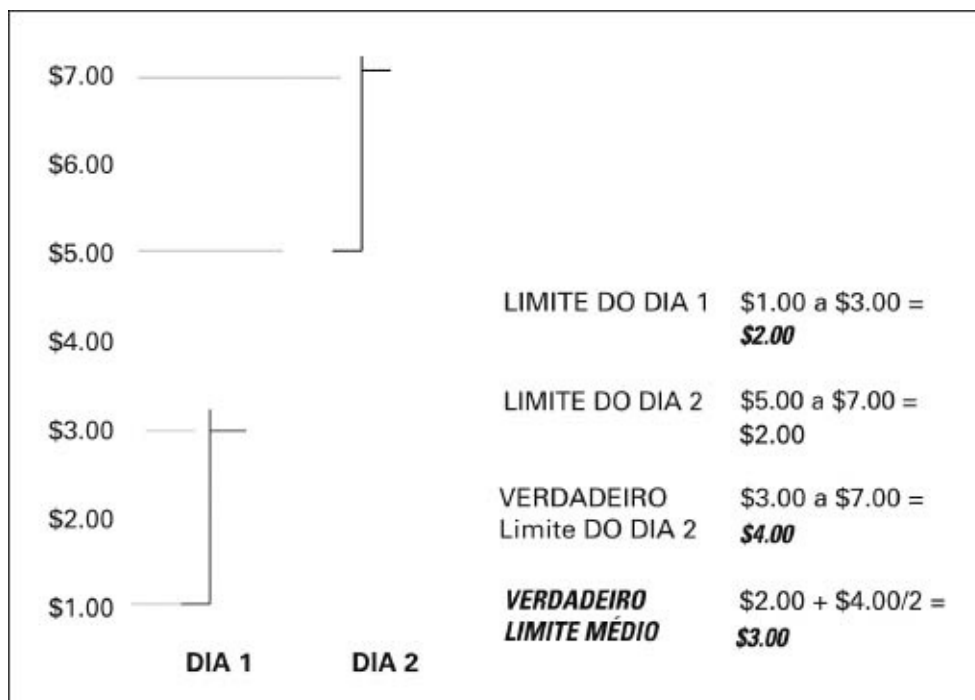 $7.00
$6.00
$5.00
$4.00
$3.00
$2.00
$1.00
DIA 1 DIA 2
LIMITE DO DIA 1 $1.00 a $3.00 =
$2.00
LIMITE DO DIA 2 $5.00 a $7.00 =
$2.00
VERDADEIRO $3.00 a $7.00 =
Limite DO DIA 2 $4.00
VERDADEIRO $2.00 + $4.00/2 =
LIMITE MÉDIO $3.00